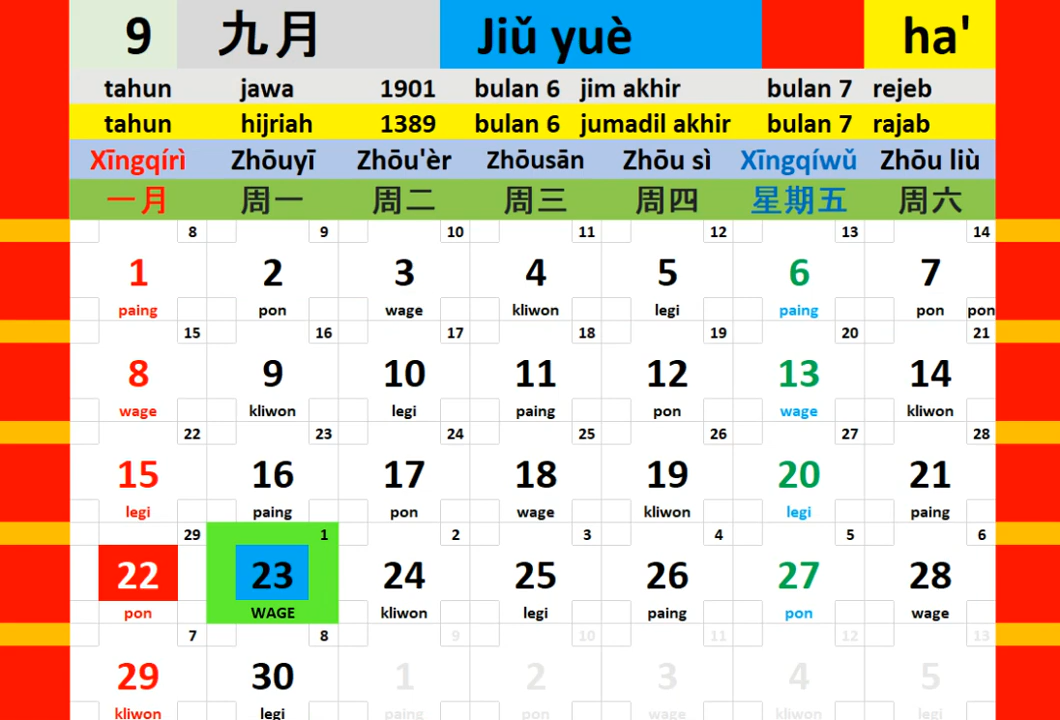 9 九月 Jiǔ yuè ha'
tahun jawa 1901 bulan 6 jim akhir bulan 7 rejeb
tahun hijriah 1389 bulan 6 jumadil akhir bulan 7 rajab
Xīngqírì Zhōuyī Zhōu'èr Zhōusān Zhōu sì Xīngqíwǔ Zhōu liù
一月 周一 周二 周三 周四 星期五 周六
8 9 10 11 12 13 14
1 2 3 4 5 6 7
paing pon wage kliwon legi paing pon pon
15 16 17 18 19 20 21
8 9 10 11 12 13 14
wage kliwon legi paing pon wage kliwon
22 23 24 25 26 27 28
15 16 17 18 19 20 21
legi paing pon wage kliwon legi paing
29 1 2 3 4 5 6
22 23 24 25 26 27 28
pon WAGE kliwon legi paing pon wage
7 8 9 10 11 12 13
29 30 1 2 3 4 5
kliwon legi paing pon wage kliwon legi